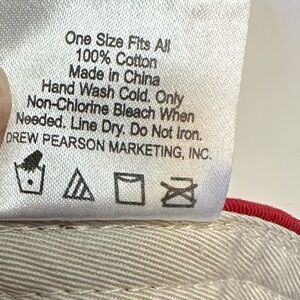 One Size Fits All
100% Cotton
Made in China
Hand Wash Cold. Only
Non-Chlorine Bleach When
Needed. Line Dry. Do Not Iron.
DREW PEARSON MARKETING, INC.